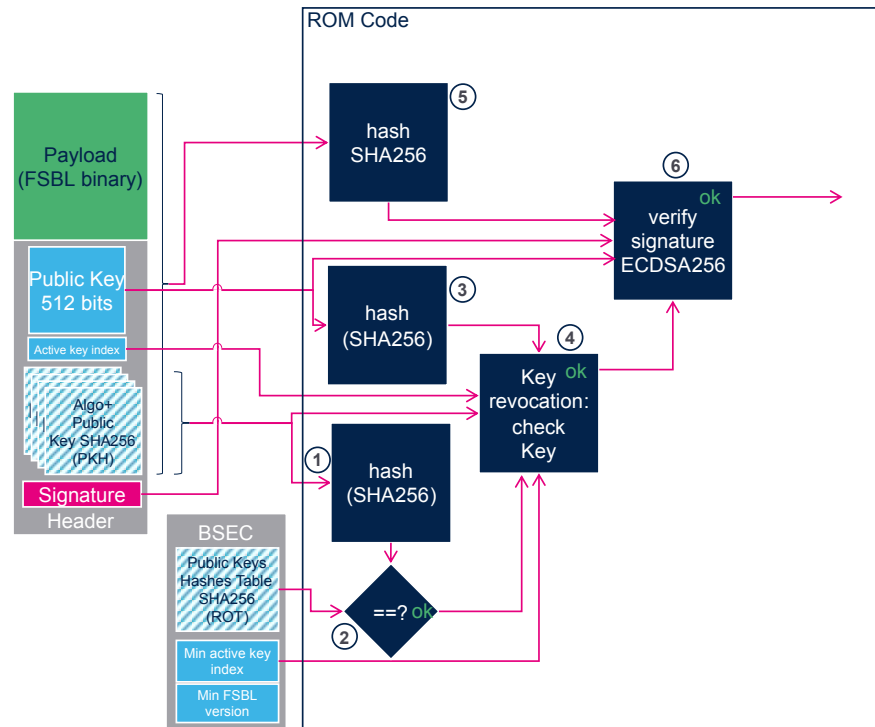 ROM Code
5
hash
SHA256
Payload
(FSBL binary)
6
ok
verify
signature
ECDSA256
Public Key
512 bits
3
hash
(SHA256)
Active key index
4
ok
Key
revocation:
check
Key
Algo+
Public
Key SHA256
(PKH)
1
hash
(SHA256)
Signature
Header
BSEC
Public Keys
Hashes Table
SHA256
(ROT)
==? ok
2
Min active key
index
Min FSBL
version